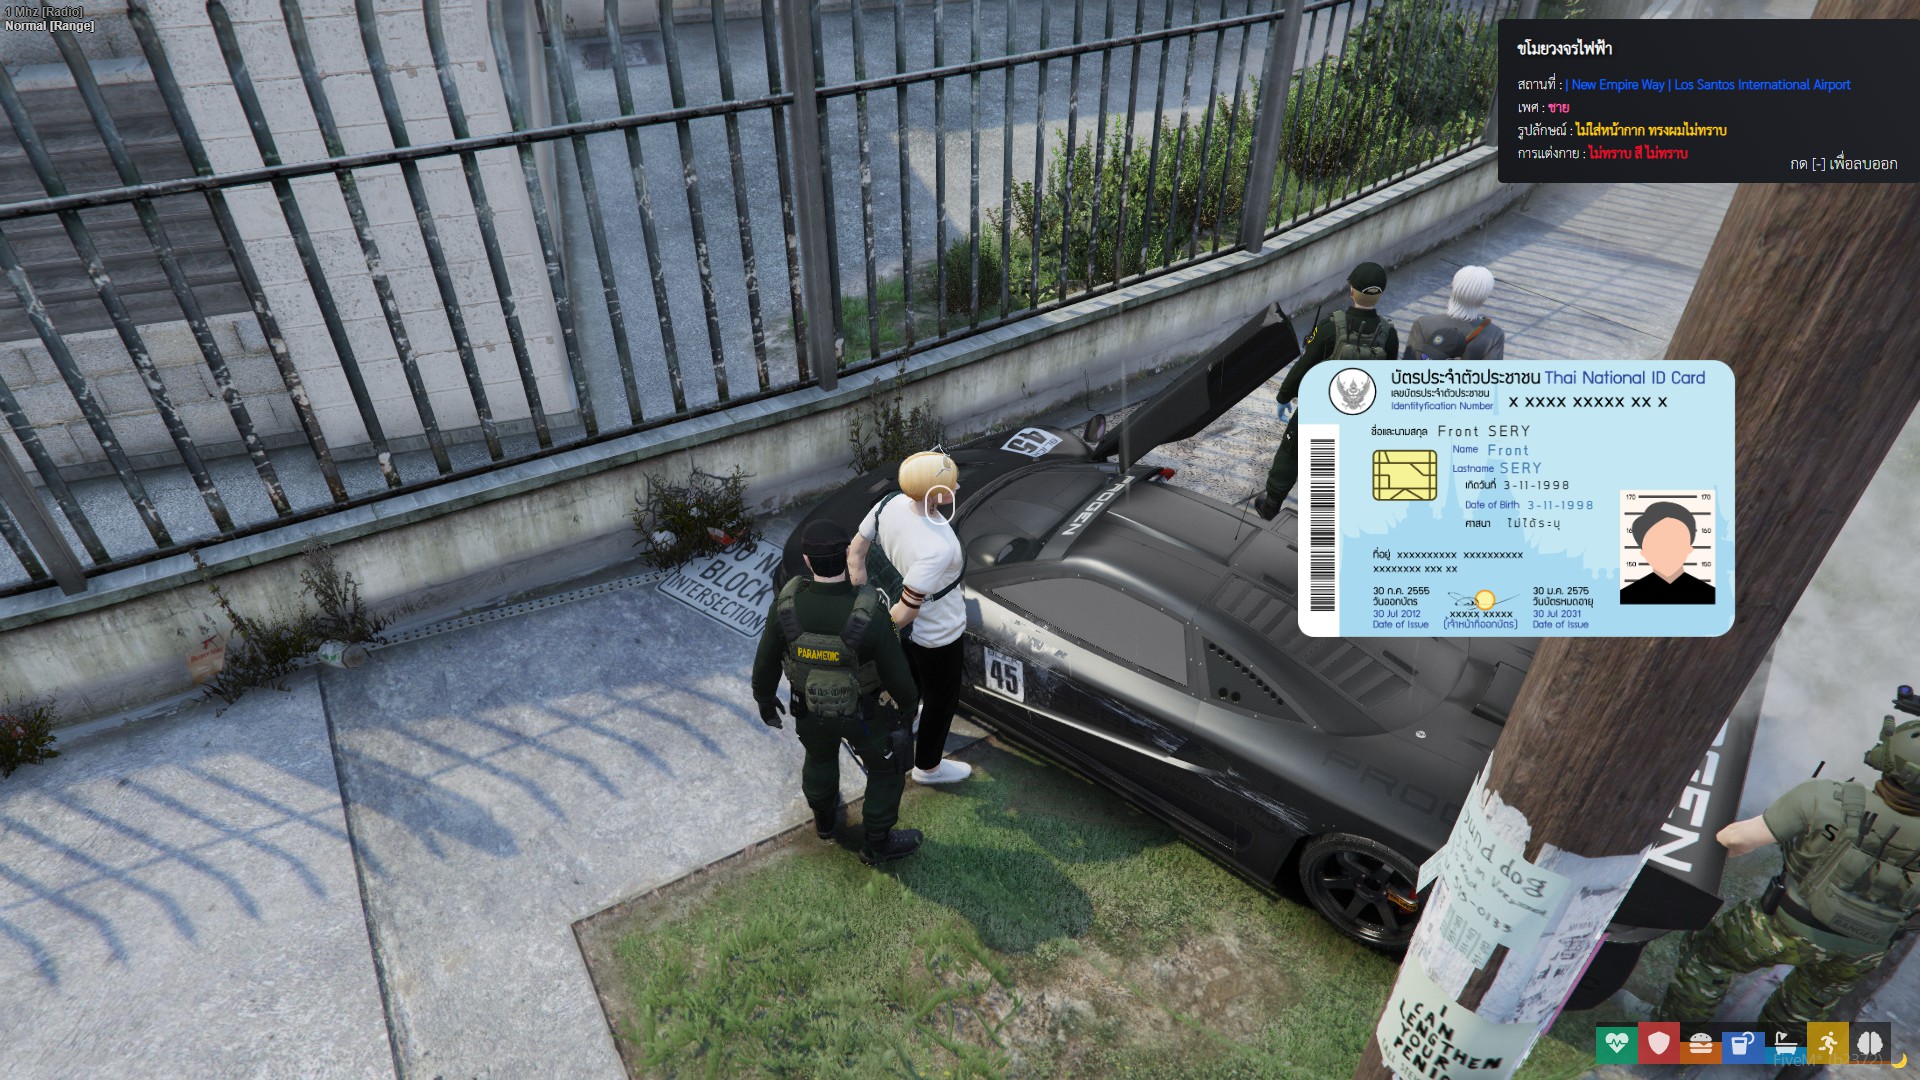 1 Mhz [Radio]
Normal [Range]
ขโมยวงจรไฟฟ้า
สถานที่ : | New Empire Way | Los Santos International Airport
เพศ : ชาย
รูปลักษณ์ : ไม่ใส่หน้ากาก ทรงผมไม่ทราบ
การแต่งกาย : ไม่ทราบ สี ไม่ทราบ
กด [-] เพื่อลบออก
บัตรประจำตัวประชาชน Thai National ID Card
เลขบัตรประจำตัวประชาชน
Identityfication Number X XXXX XXXXX XX X
ชื่อและนามสกุล Front SERY
Name Front
Lastname SERY
เกิดวันที่ 3-11-1998
Date of Birth 3-11-1998
ศาสนา ไม่ได้ระบุ
170 170
160
150 150
ที่อยู่ XXXXXXXXXX XXXXXXXXXX
XXXXXXXX XXX XX
30 ก.ค. 2555
วันออกบัตร
30 Jul 2012
Date of Issue
XXXXX XXXXX
(เจ้าหน้าที่ออกบัตร)
30 ม.ค. 2575
วันบัตรหมดอายุ
30 Jul 2031
Date of Issue
45
PROGEN
BLOCK
INTERSECTION
PARAMEDIC
45
S
RANGER
dog
I
CAN
LENGTHEN
YOUR
FiveM